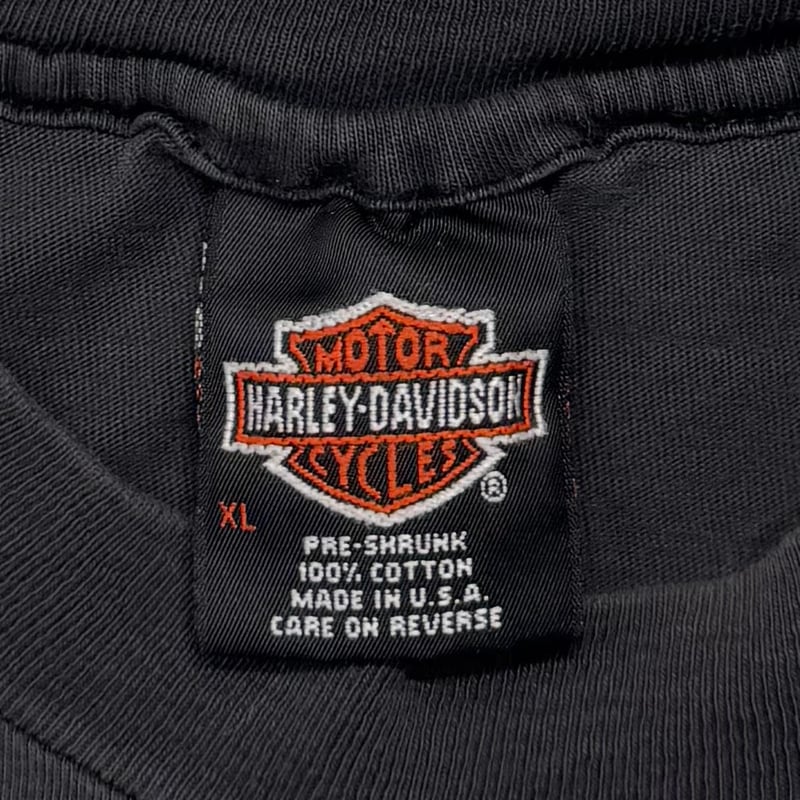 MOTOR
HARLEY-DAVIDSON
CYCLES
®
XL
PRE-SHRUNK
100% COTTON
MADE IN U.S.A.
CARE ON REVERSE